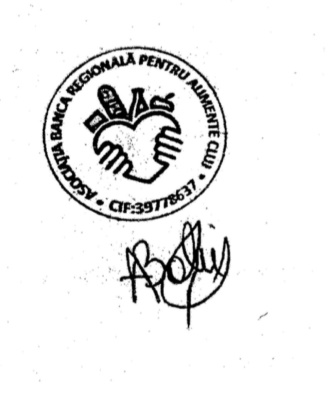 ASOCIAȚIA BANCA REGIONALĂ PENTRU ALIMENTE CLUJ
• CIF:39778637 •